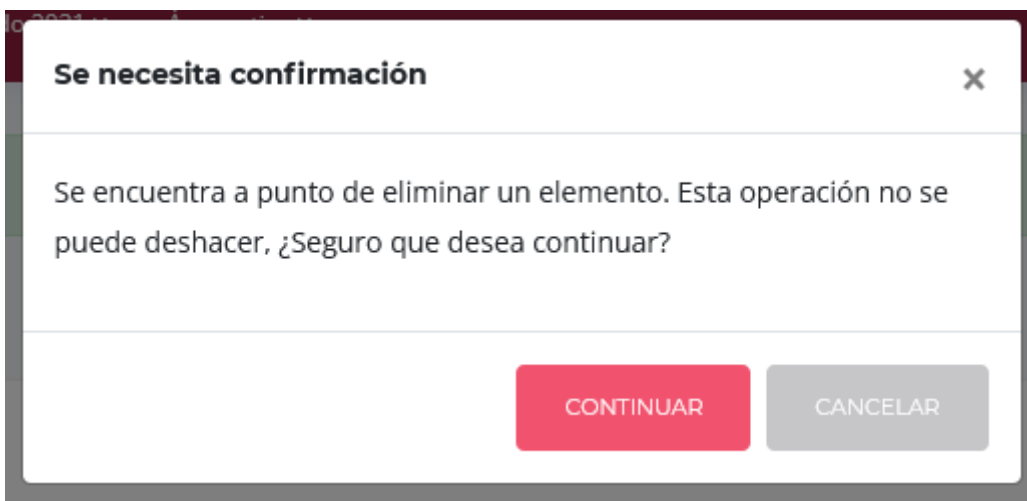 2021
Se necesita confirmación
×
Se encuentra a punto de eliminar un elemento. Esta operación no se
puede deshacer, ¿Seguro que desea continuar?
CONTINUAR
CANCELAR